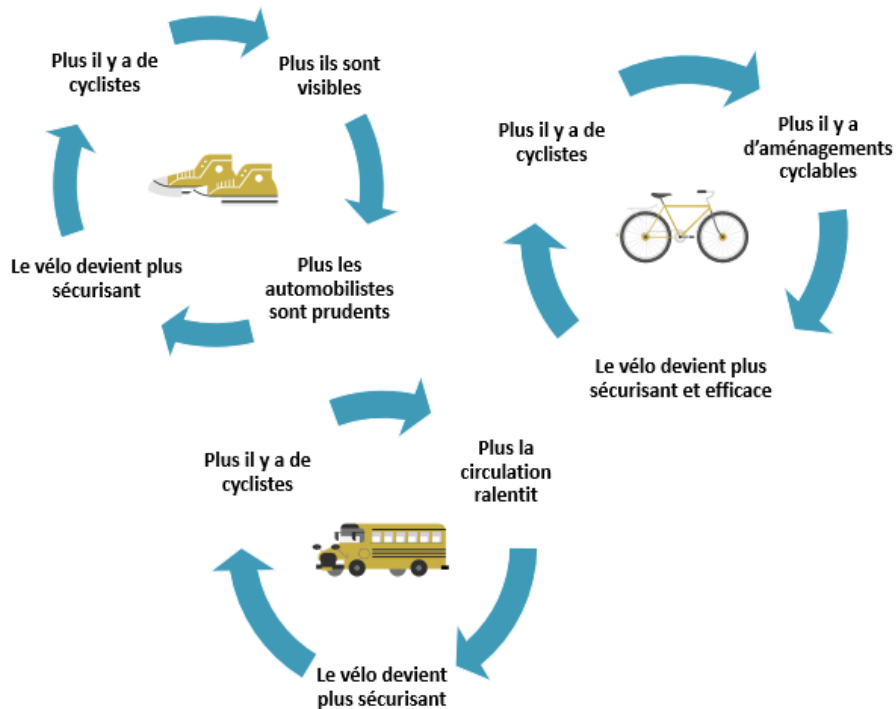 Plus il y a de
cyclistes
Plus ils sont
visibles
Plus les
automobilistes
sont prudents
Le vélo devient plus
sécurisant
Plus il y a de
cyclistes
Plus il y a
d'aménagements
cyclables
Le vélo devient plus
sécurisant et efficace
Plus il y a de
cyclistes
Plus la
circulation
ralentit
Le vélo devient
plus sécurisant